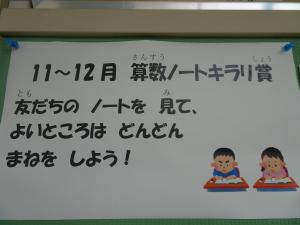 11～12月 算数ノートキラリ賞
友だちの ノートを 見て、
よいところは どんどん
まねを しよう！